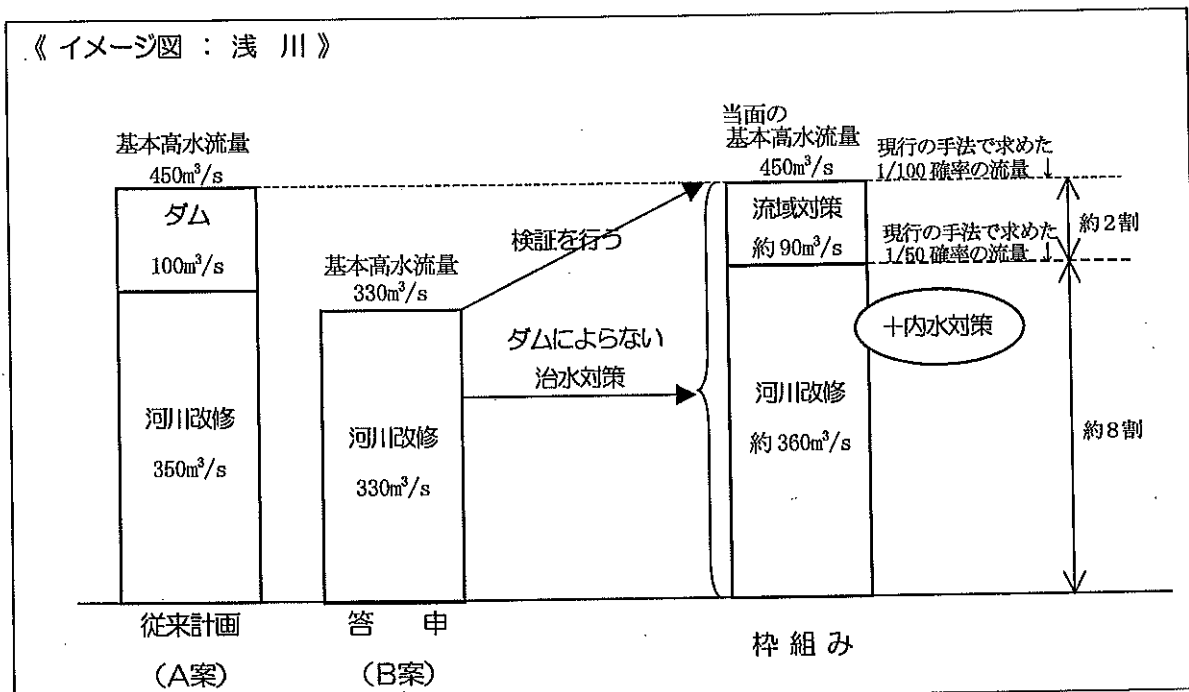 《 イメージ図 ： 浅 川 》
基本高水流量
450m³/s
ダム
100m³/s
河川改修
350m³/s
従来計画
（A案）
基本高水流量
330m³/s
河川改修
330m³/s
答 申
（B案）
検証を行う
ダムによらない
治水対策
当面の
基本高水流量
450m³/s
流域対策
約 90m³/s
河川改修
約 360m³/s
枠 組 み
十内水対策
現行の手法で求めた
1/100 確率の流量 ↓
現行の手法で求めた
1/50 確率の流量 ↓
約2割
約8割